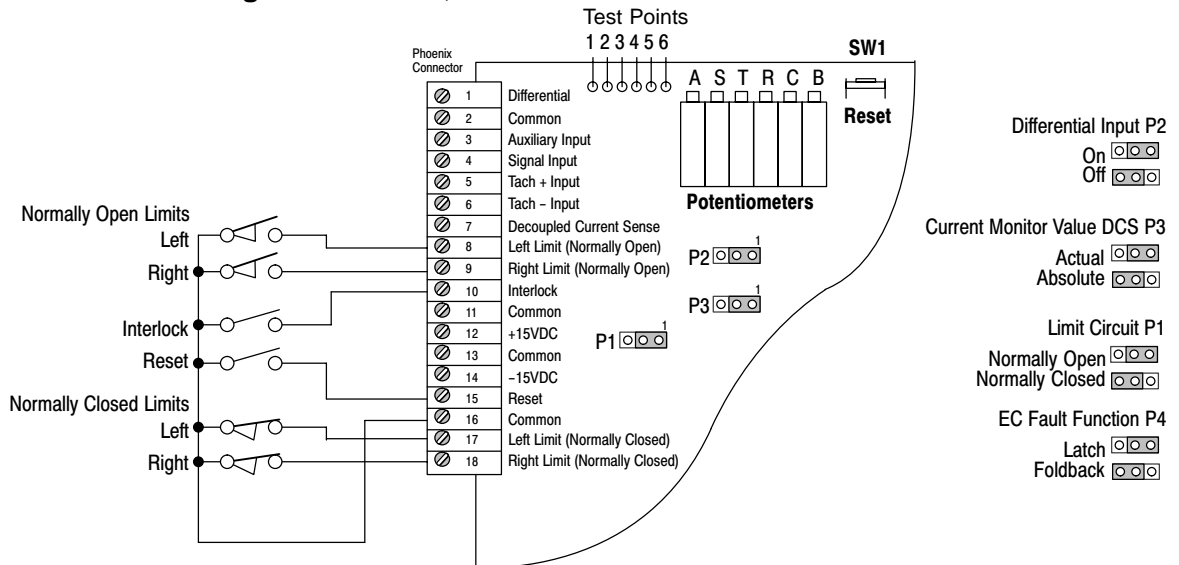 Test Points
1 2 3 4 5 6
SW1
Reset
Phoenix
Connector
A S T R C B
Potentiometers
1 Differential
2 Common
3 Auxiliary Input
4 Signal Input
5 Tach + Input
6 Tach – Input
7 Decoupled Current Sense
8 Left Limit (Normally Open)
9 Right Limit (Normally Open)
10 Interlock
11 Common
12 +15VDC
13 Common
14 –15VDC
15 Reset
16 Common
17 Left Limit (Normally Closed)
18 Right Limit (Normally Closed)
Normally Open Limits
Left
Right
Interlock
Reset
Normally Closed Limits
Left
Right
P2 1
P3 1
P1 1
Differential Input P2
On
Off
Current Monitor Value DCS P3
Actual
Absolute
Limit Circuit P1
Normally Open
Normally Closed
EC Fault Function P4
Latch
Foldback